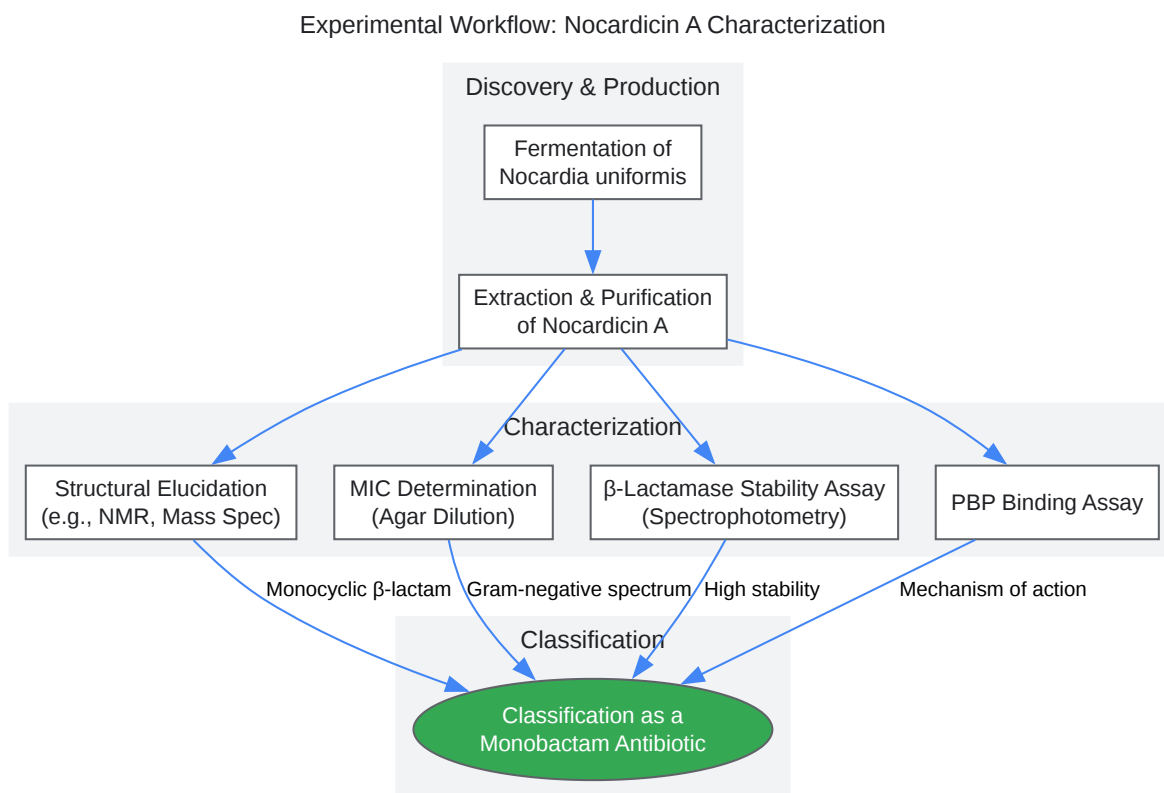 Experimental Workflow: Nocardicin A Characterization
Discovery & Production
Fermentation of
Nocardia uniformis
Extraction & Purification
of Nocardicin A
Characterization
Structural Elucidation
(e.g., NMR, Mass Spec)
MIC Determination
(Agar Dilution)
β-Lactamase Stability Assay
(Spectrophotometry)
PBP Binding Assay
Monocyclic β-lactam
Gram-negative spectrum
High stability
Mechanism of action
Classification
Classification as a
Monobactam Antibiotic